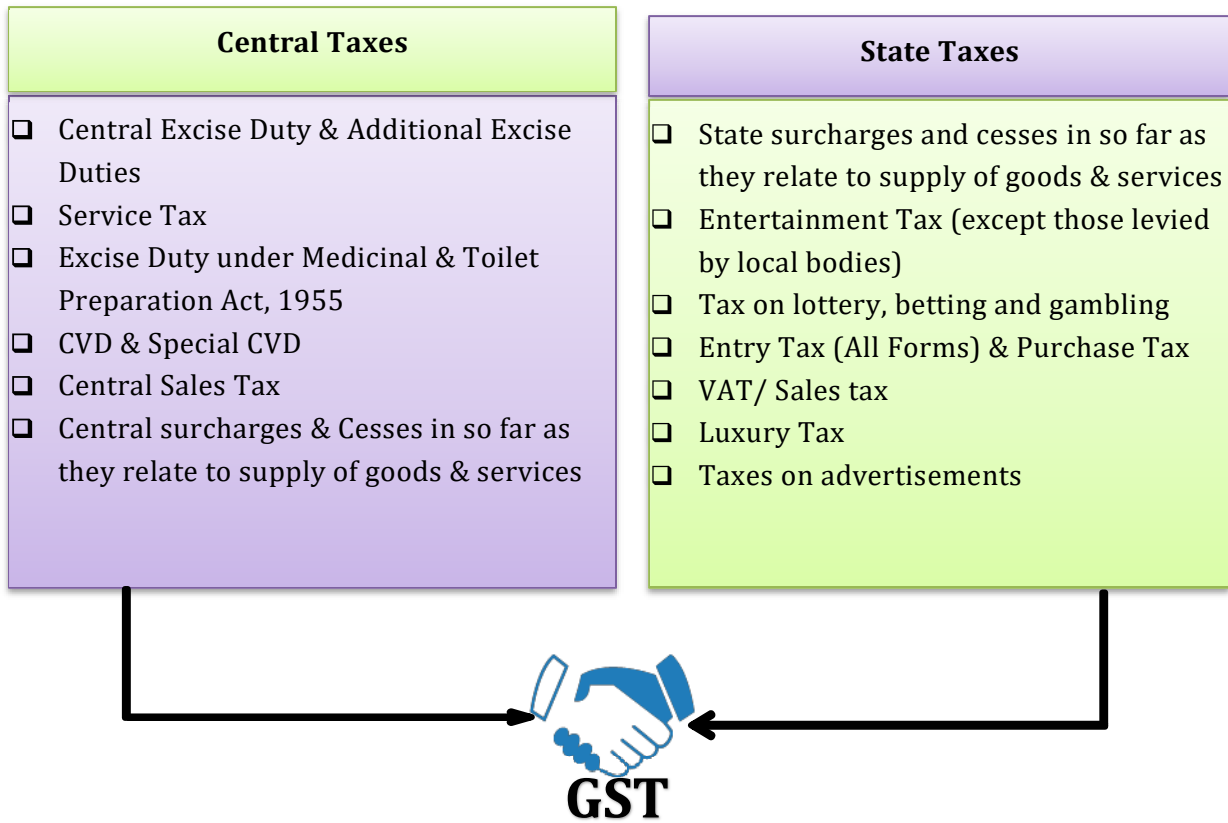 Central Taxes
❑ Central Excise Duty & Additional Excise
Duties
❑ Service Tax
❑ Excise Duty under Medicinal & Toilet
Preparation Act, 1955
❑ CVD & Special CVD
❑ Central Sales Tax
❑ Central surcharges & Cesses in so far as
they relate to supply of goods & services
State Taxes
❑ State surcharges and cesses in so far as
they relate to supply of goods & services
❑ Entertainment Tax (except those levied
by local bodies)
❑ Tax on lottery, betting and gambling
❑ Entry Tax (All Forms) & Purchase Tax
❑ VAT/ Sales tax
❑ Luxury Tax
❑ Taxes on advertisements
GST